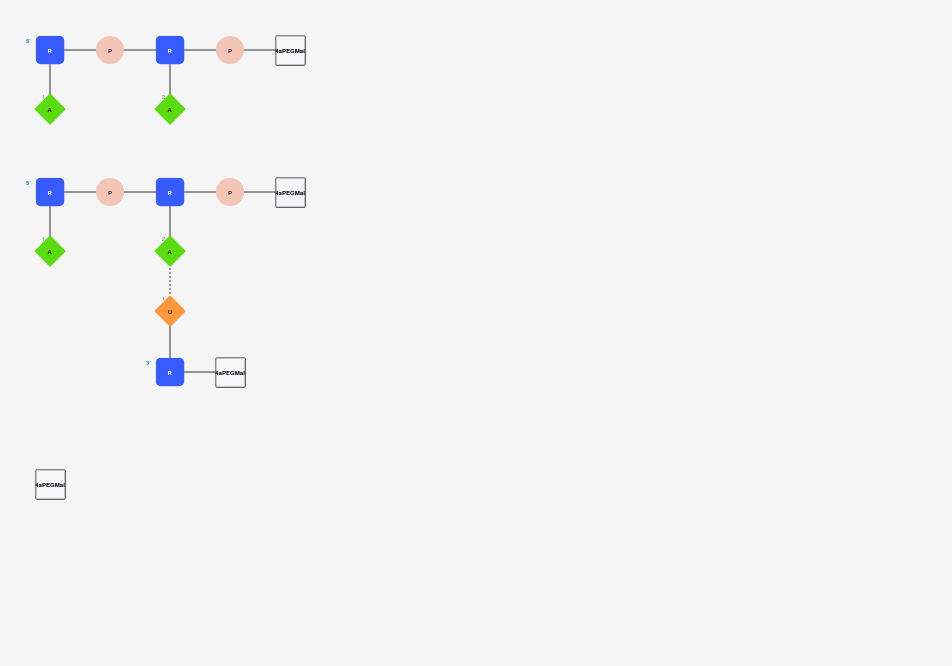 5'
R P R P 4aPEGMal
1 2
A A
5'
R P R P 4aPEGMal
1 2
A A
1
U
3'
R 4aPEGMal
4aPEGMal